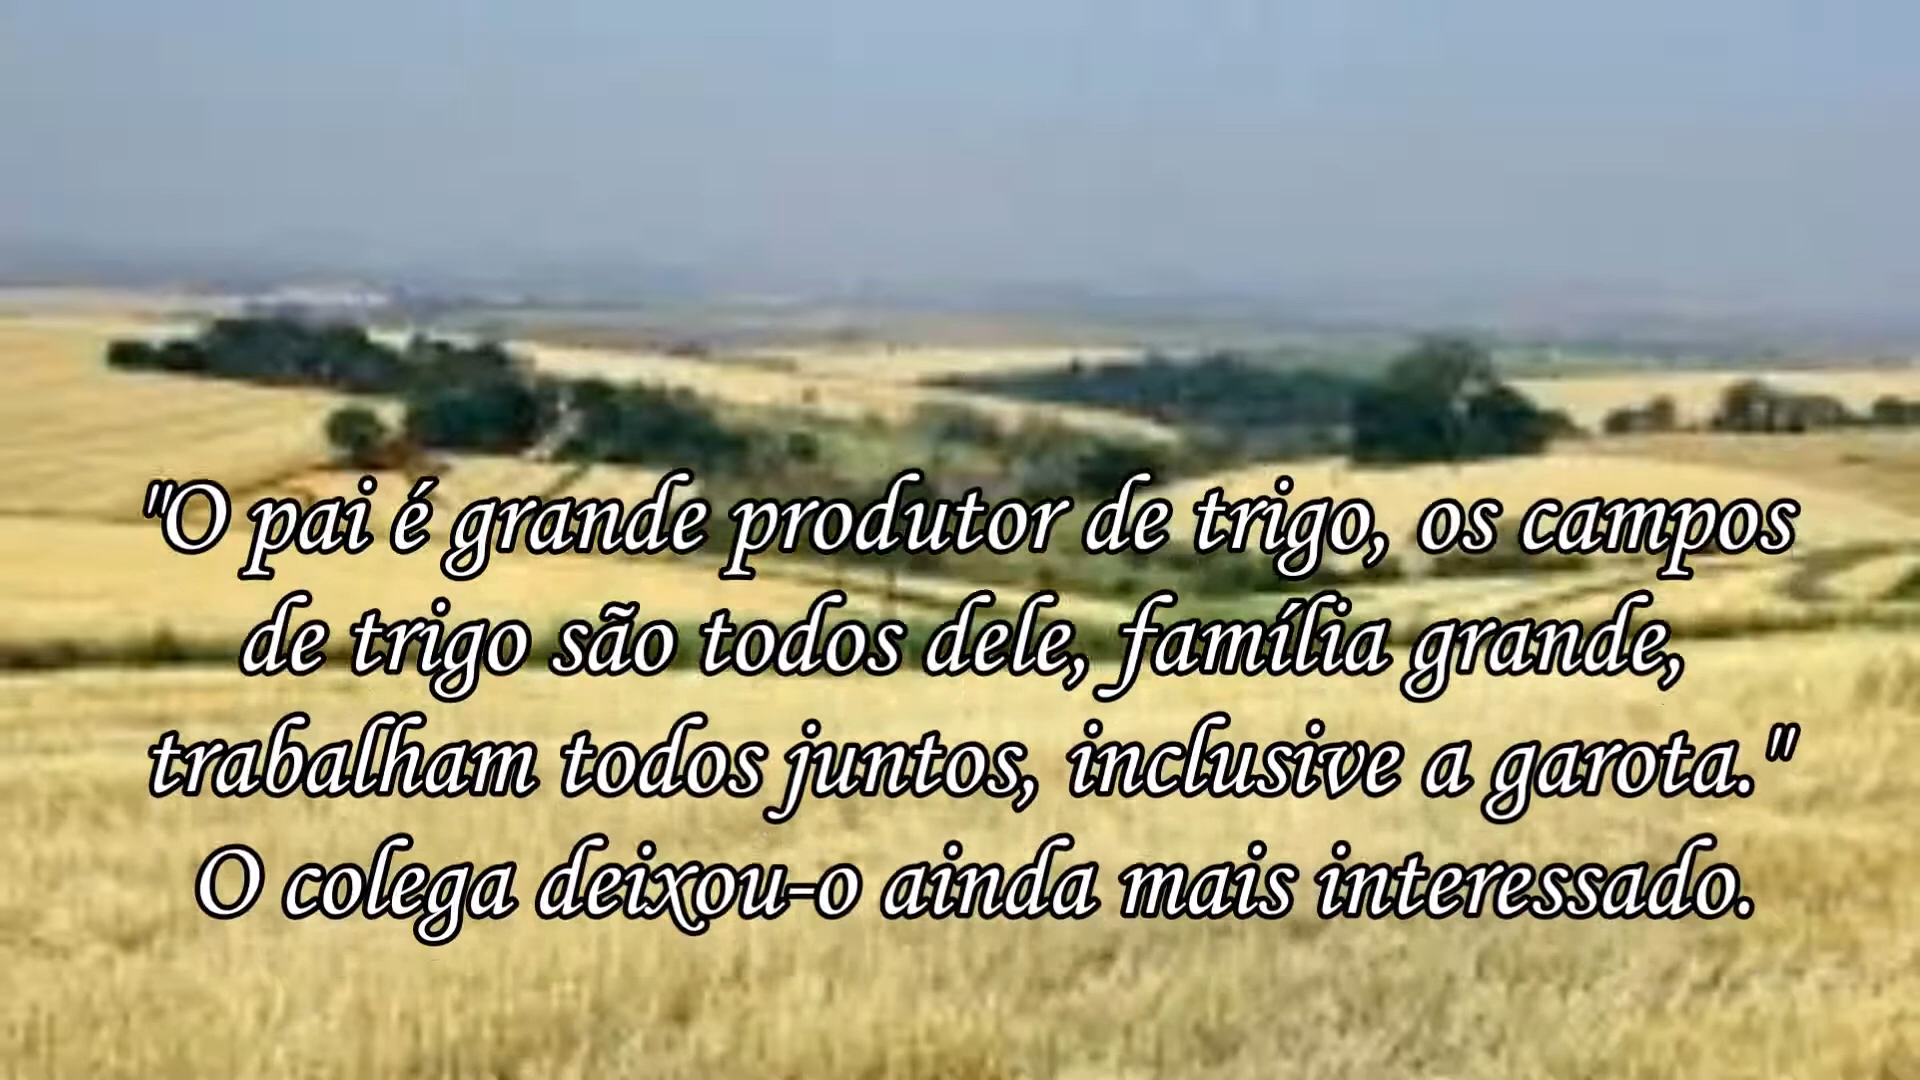 "O pai é grande produtor de trigo, os campos
de trigo são todos dele, família grande,
trabalham todos juntos, inclusive a garota."
O colega deixou-o ainda mais interessado.